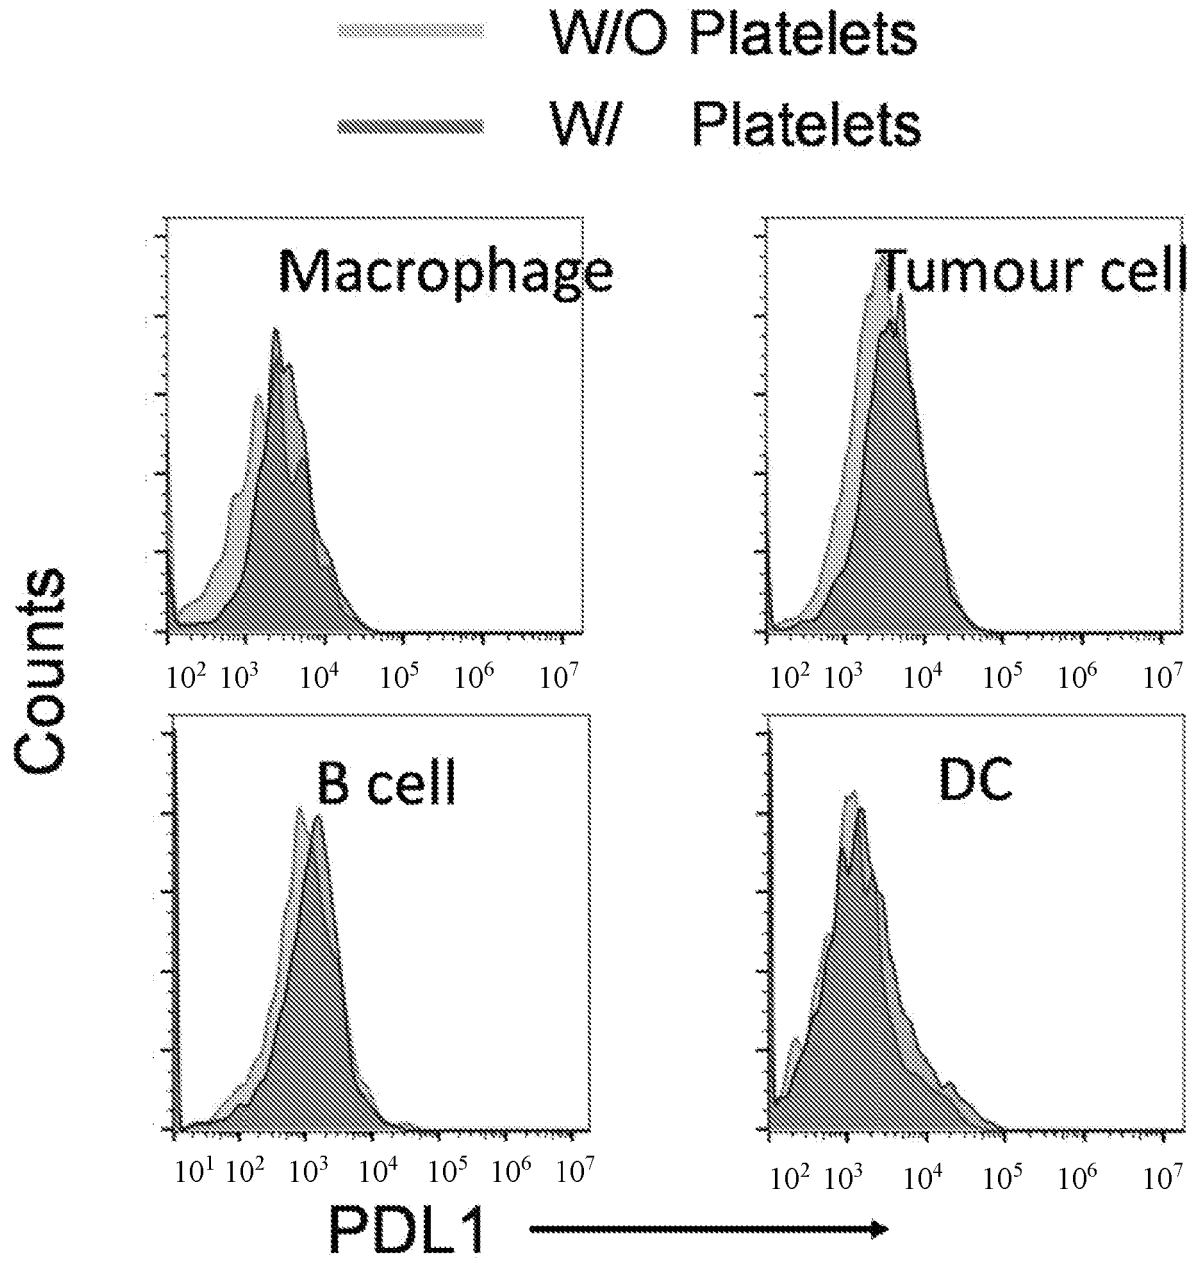 W/O Platelets
W/ Platelets
Macrophage
Tumour cell
10² 10³ 10⁴ 10⁵ 10⁶ 10⁷
10² 10³ 10⁴ 10⁵ 10⁶ 10⁷
Counts
B cell
DC
10¹ 10² 10³ 10⁴ 10⁵ 10⁶ 10⁷
10² 10³ 10⁴ 10⁵ 10⁶ 10⁷
PDL1